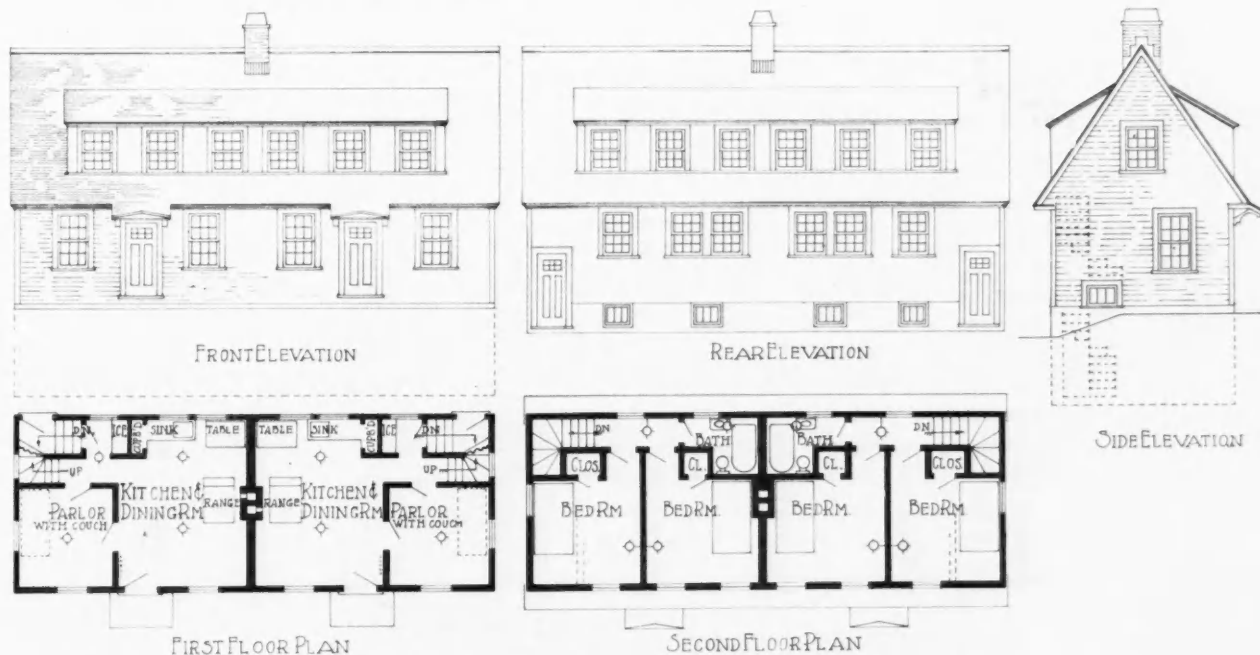 FRONT ELEVATION
REAR ELEVATION
SIDE ELEVATION
DN
ICE
CUPB'D
SINK
TABLE
TABLE
SINK
CUPB'D
ICE
DN
UP
UP
PARLOR
WITH COUCH
KITCHEN &
DINING RM
RANGE
RANGE
KITCHEN &
DINING RM
PARLOR
WITH COUCH
FIRST FLOOR PLAN
DN
BATH
BATH
DN
CLOS.
CL.
CL.
CLOS.
BED RM
BED RM.
BED RM.
BED RM
SECOND FLOOR PLAN